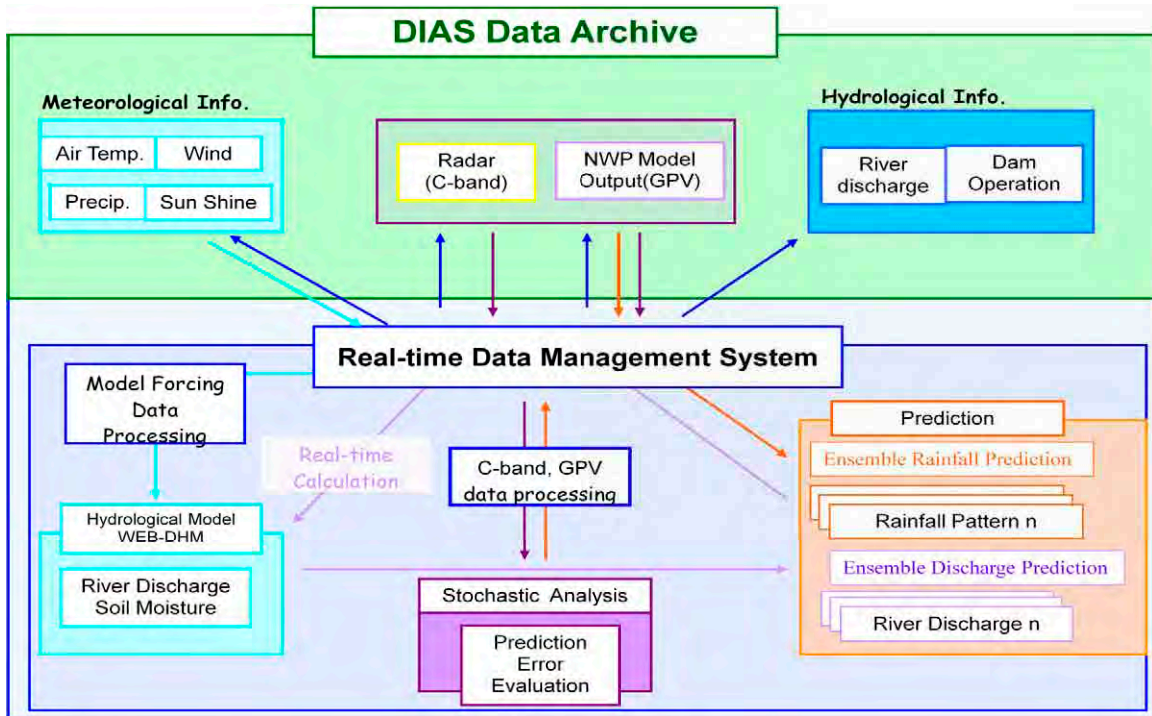 DIAS Data Archive
Meteorological Info.
Air Temp.
Wind
Precip.
Sun Shine
Radar
(C-band)
NWP Model
Output(GPV)
Hydrological Info.
River
discharge
Dam
Operation
Real-time Data Management System
Model Forcing
Data
Processing
Real-time
Calculation
C-band, GPV
data processing
Hydrological Model
WEB-DHM
River Discharge
Soil Moisture
Stochastic Analysis
Prediction
Error
Evaluation
Prediction
Ensemble Rainfall Prediction
Rainfall Pattern n
Ensemble Discharge Prediction
River Discharge n